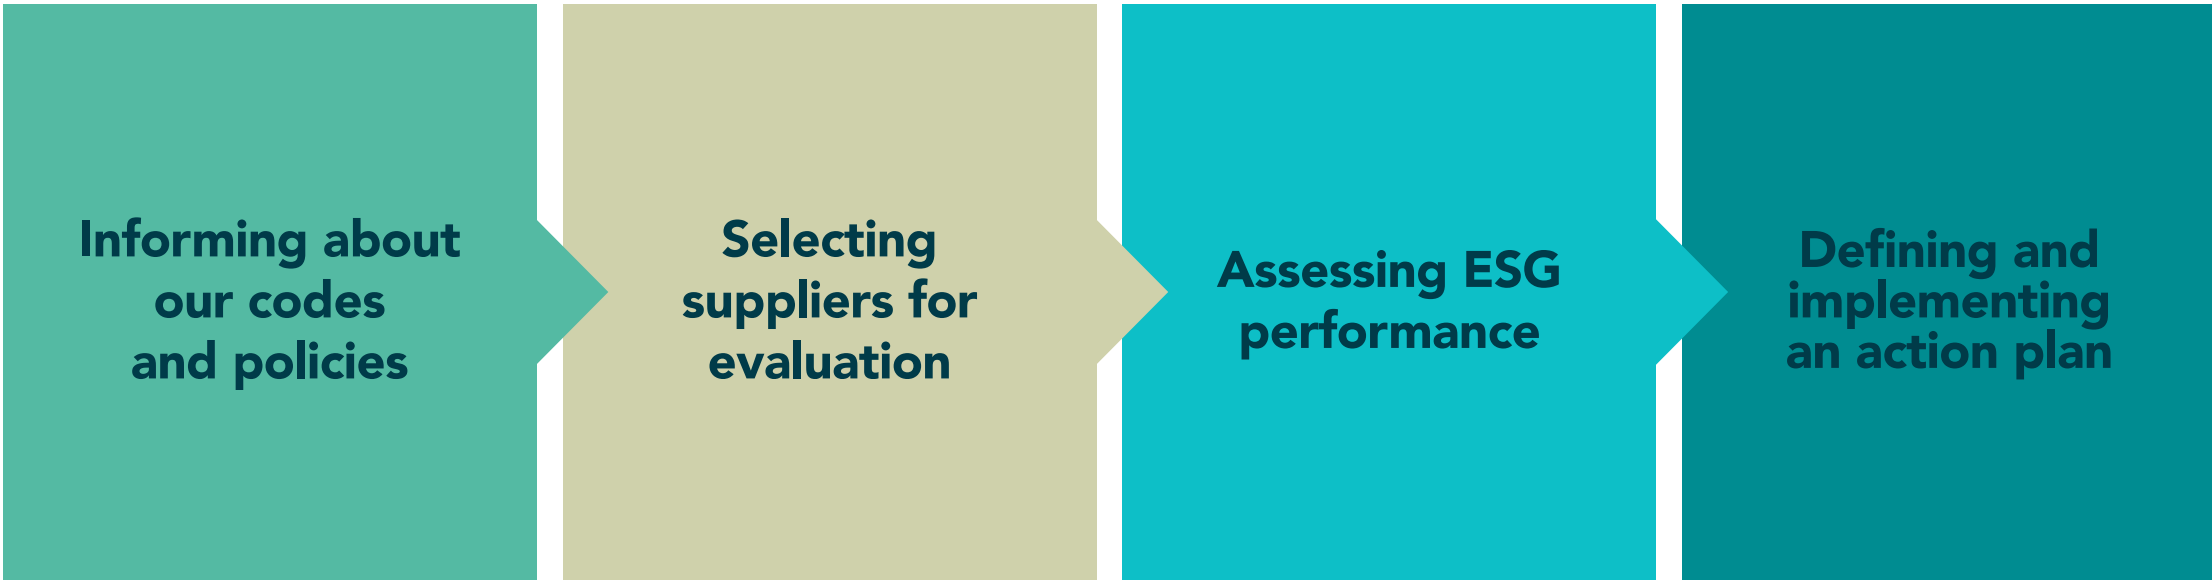 Informing about
our codes
and policies
Selecting
suppliers for
evaluation
Assessing ESG
performance
Defining and
implementing
an action plan